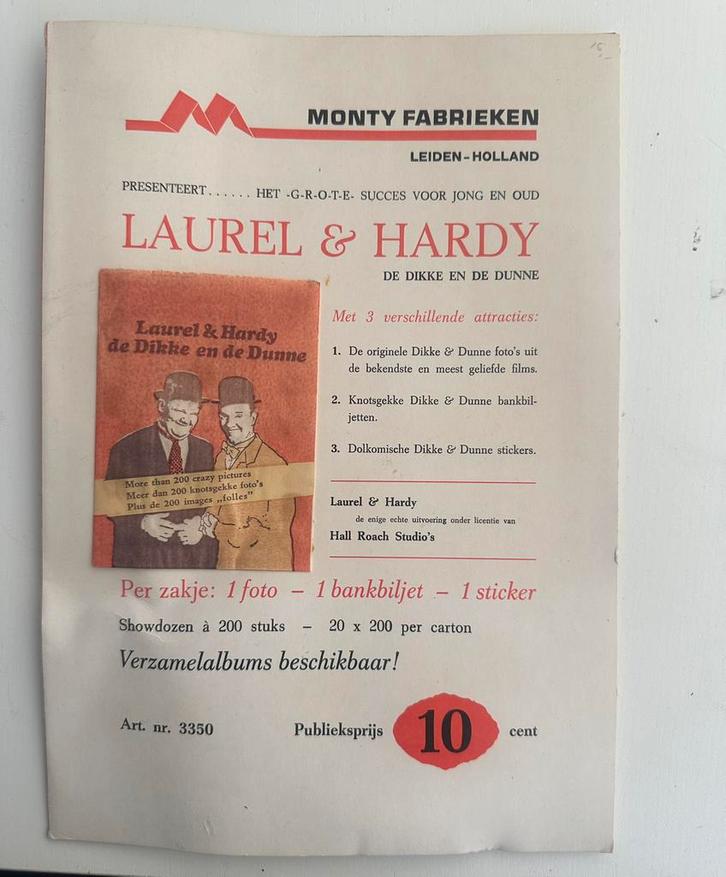 15,-
MONTY FABRIEKEN
LEIDEN-HOLLAND
PRESENTEERT...... HET -G-R-O-T-E- SUCCES VOOR JONG EN OUD
LAUREL & HARDY
DE DIKKE EN DE DUNNE
Laurel & Hardy
de Dikke en de Dunne
More than 200 crazy pictures
Meer dan 200 knotsgekke foto's
Plus de 200 images „folles”
Met 3 verschillende attracties:
1. De originele Dikke & Dunne foto's uit
de bekendste en meest geliefde films.
2. Knotsgekke Dikke & Dunne bankbil-
jetten.
3. Dolkomische Dikke & Dunne stickers.
Laurel & Hardy
de enige echte uitvoering onder licentie van
Hall Roach Studio's
Per zakje: 1 foto – 1 bankbiljet – 1 sticker
Showdozen à 200 stuks – 20 x 200 per carton
Verzamelalbums beschikbaar!
Art. nr. 3350 Publieksprijs 10 cent